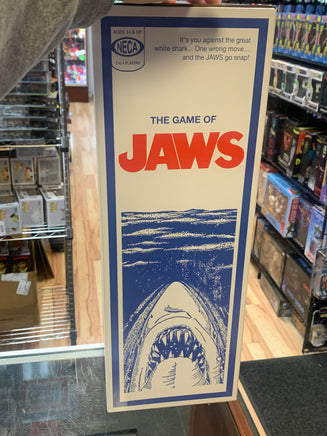 AGES 14 & UP
NECA
2 to 4 PLAYERS
It's you against the great
white shark... One wrong move...
and the JAWS go snap!
THE GAME OF
JAWS